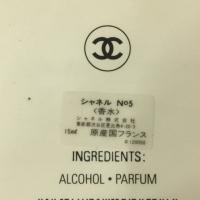 シャネル No5
<香水>
シャネル株式会社
15ml 原産国フランス
INGREDIENTS:
ALCOHOL • PARFUM